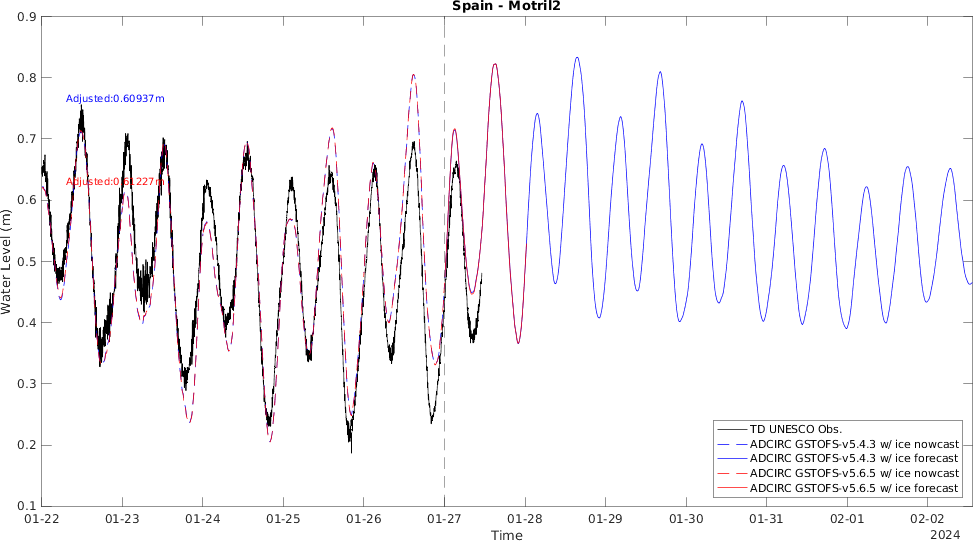 Spain - Motril2
0.9
0.8
0.7
0.6
0.5
0.4
0.3
0.2
0.1
Water Level (m)
Adjusted:0.60937m
Adjusted:0.61227m
TD UNESCO Obs.
ADCIRC GSTOFS-v5.4.3 w/ ice nowcast
ADCIRC GSTOFS-v5.4.3 w/ ice forecast
ADCIRC GSTOFS-v5.6.5 w/ ice nowcast
ADCIRC GSTOFS-v5.6.5 w/ ice forecast
01-22 01-23 01-24 01-25 01-26 01-27 01-28 01-29 01-30 01-31 02-01 02-02
Time
2024